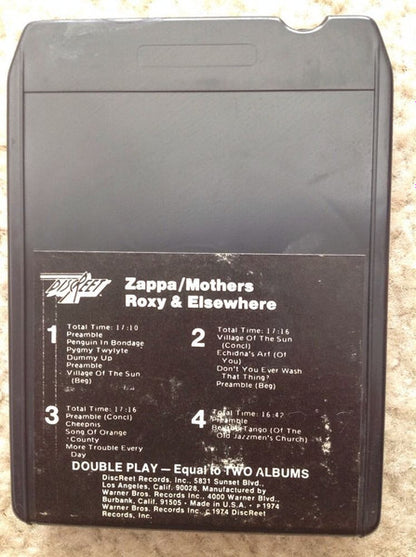 DISCREET
Zappa/Mothers
Roxy & Elsewhere
1
Total Time: 17:10
Preamble
Penguin In Bondage
Pygmy Twylyte
Dummy Up
Preamble
Village Of The Sun
(Beg)
2
Total Time: 17:16
Village Of The Sun
(Concl)
Echidna's Arf (Of
You)
Don't You Ever Wash
That Thing?
Preamble (Beg)
3
Total Time: 17:16
Preamble (Concl)
Cheepnis
Song Of Orange
County
More Trouble Every
Day
4
Total Time: 16:42
Preamble
Be-Bop Tango (Of The
Old Jazzmen's Church)
DOUBLE PLAY — Equal to TWO ALBUMS
DiscReet Records, Inc., 5831 Sunset Blvd.,
Los Angeles, Calif. 90028, Manufactured by
Warner Bros. Records Inc., 4000 Warner Blvd.,
Burbank, Calif. 91505 • Made in U.S.A. • ℗ 1974
Warner Bros. Records Inc. © 1974 DiscReet
Records, Inc.